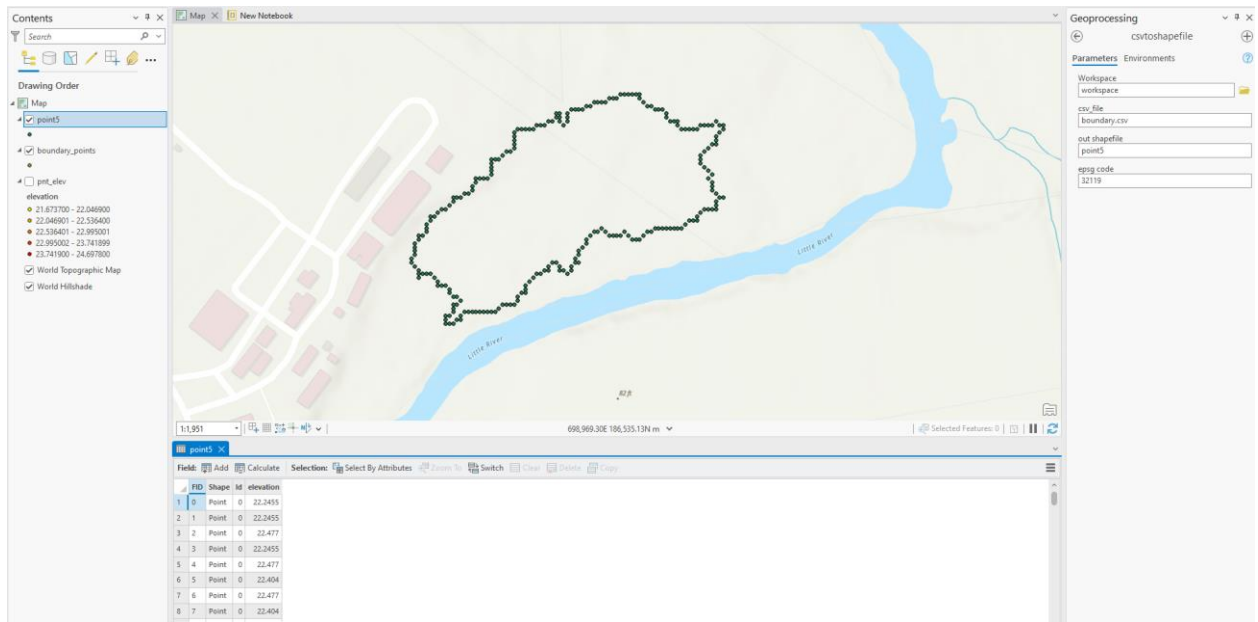 Contents
Search
Drawing Order
Map
point5
boundary_points
pnt_elev
elevation
21.673700 - 22.046900
22.046901 - 22.536400
22.536401 - 22.995001
22.995002 - 23.741899
23.741900 - 24.697800
World Topographic Map
World Hillshade
Map New Notebook
Little River
Little River
82 ft
1:1,951 698,969.30E 186,535.13N m Selected Features: 0
point5
Field: Add Calculate Selection: Select By Attributes Zoom To Switch Clear Delete Copy
FID Shape Id elevation
1 0 Point 0 22.2455
2 1 Point 0 22.2455
3 2 Point 0 22.477
4 3 Point 0 22.2455
5 4 Point 0 22.477
6 5 Point 0 22.404
7 6 Point 0 22.477
8 7 Point 0 22.404
Geoprocessing
csvtoshapefile
Parameters Environments
Workspace
workspace
csv_file
boundary.csv
out shapefile
point5
epsg code
32119